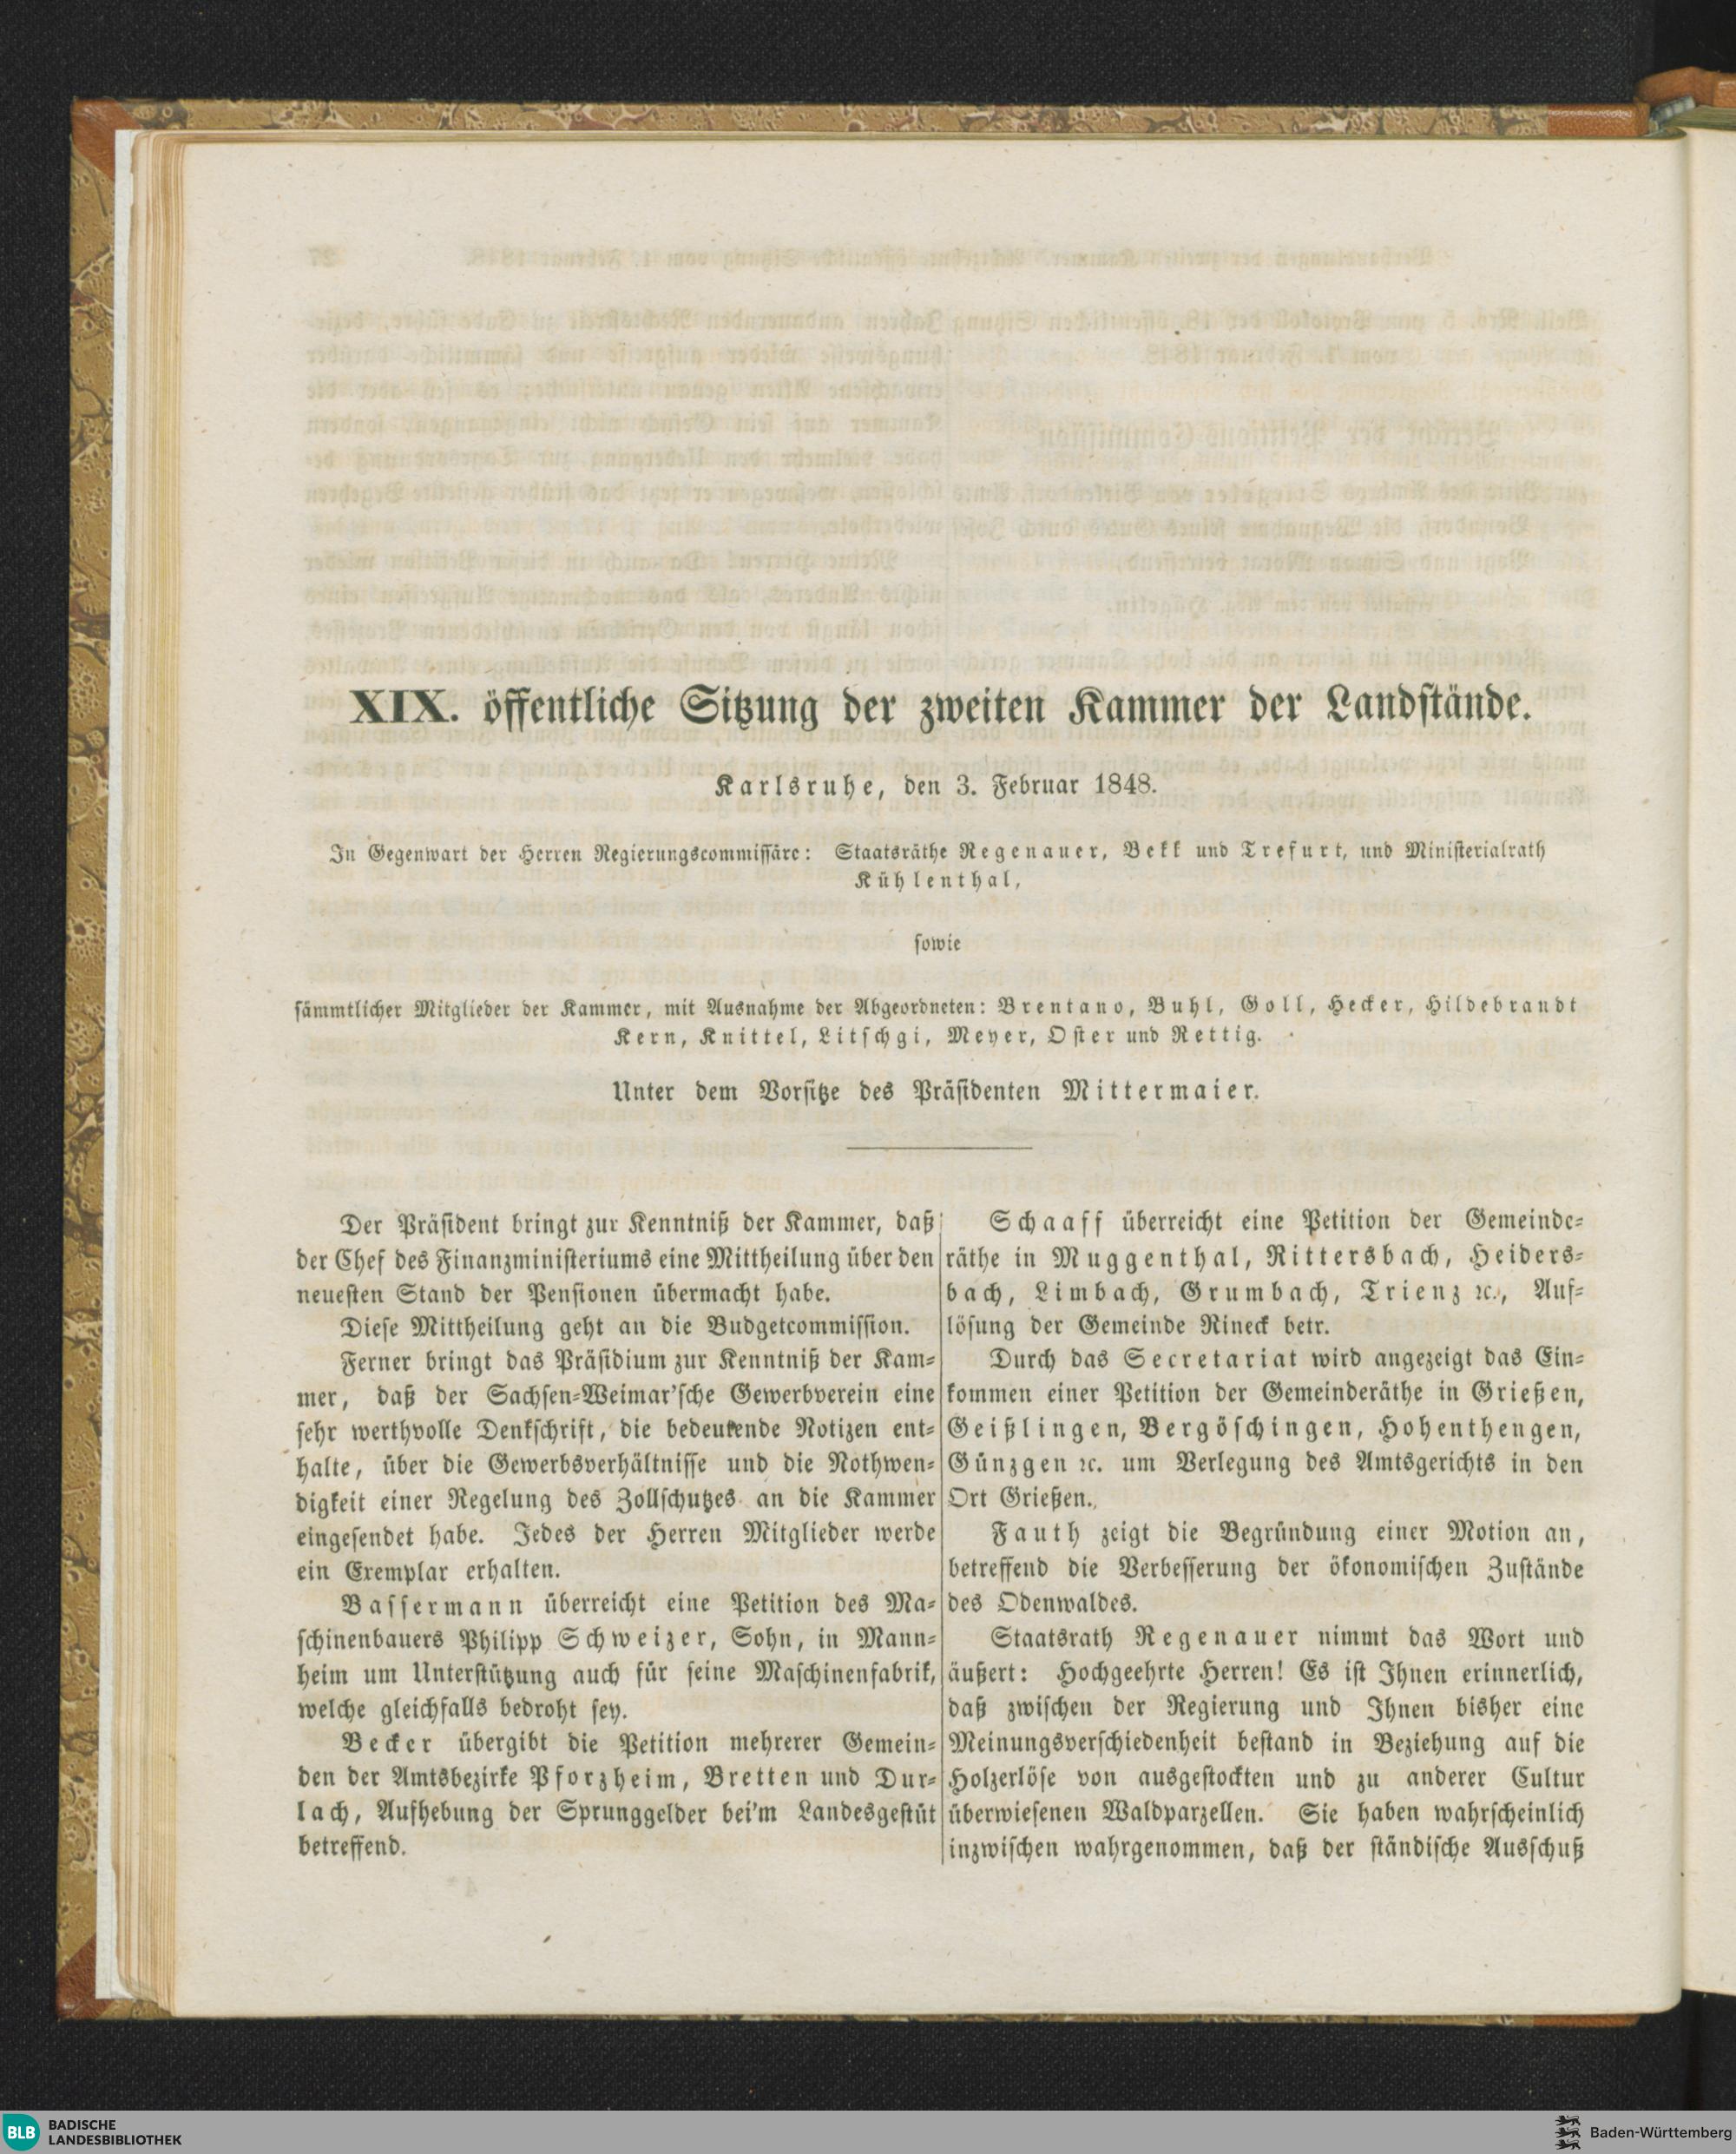 XIX. öffentliche Sitzung der zweiten Kammer der Landstände.
Karlsruhe, den 3. Februar 1848.
In Gegenwart der Herren Regierungscommissäre: Staatsräthe Regenauer, Bekk und Trefurt, und Ministerialrath
Kühlenthal,
sowie
sämmtlicher Mitglieder der Kammer, mit Ausnahme der Abgeordneten: Brentano, Buhl, Goll, Hecker, Hildebrandt
Kern, Knittel, Litschgi, Meyer, Oster und Rettig.
Unter dem Vorsitze des Präsidenten Mittermaier.
Der Präsident bringt zur Kenntniß der Kammer, daß
der Chef des Finanzministeriums eine Mittheilung über den
neuesten Stand der Pensionen übermacht habe.
Diese Mittheilung geht an die Budgetcommission.
Ferner bringt das Präsidium zur Kenntniß der Kam-
mer, daß der Sachsen-Weimar'sche Gewerbverein eine
sehr werthvolle Denkschrift, die bedeutende Notizen ent-
halte, über die Gewerbsverhältnisse und die Nothwen-
digkeit einer Regelung des Zollschutzes an die Kammer
eingesendet habe. Jedes der Herren Mitglieder werde
ein Exemplar erhalten.
Bassermann überreicht eine Petition des Ma-
schinenbauers Philipp Schweizer, Sohn, in Mann-
heim um Unterstützung auch für seine Maschinenfabrik,
welche gleichfalls bedroht sey.
Becker übergibt die Petition mehrerer Gemein-
den der Amtsbezirke Pforzheim, Bretten und Dur-
lach, Aufhebung der Sprunggelder bei'm Landesgestüt
betreffend.
Schaaff überreicht eine Petition der Gemeinde-
räthe in Muggenthal, Rittersbach, Heiders-
bach, Limbach, Grumbach, Trienz ꝛc., Auf-
lösung der Gemeinde Rineck betr.
Durch das Secretariat wird angezeigt das Ein-
kommen einer Petition der Gemeinderäthe in Grießen,
Geißlingen, Bergöschingen, Hohenthengen,
Günzgen ꝛc. um Verlegung des Amtsgerichts in den
Ort Grießen.
Fauth zeigt die Begründung einer Motion an,
betreffend die Verbesserung der ökonomischen Zustände
des Odenwaldes.
Staatsrath Regenauer nimmt das Wort und
äußert: Hochgeehrte Herren! Es ist Ihnen erinnerlich,
daß zwischen der Regierung und Ihnen bisher eine
Meinungsverschiedenheit bestand in Beziehung auf die
Holzerlöse von ausgestockten und zu anderer Cultur
überwiesenen Waldparzellen. Sie haben wahrscheinlich
inzwischen wahrgenommen, daß der ständische Ausschuß
BLB BADISCHE
LANDESBIBLIOTHEK
Baden-Württemberg